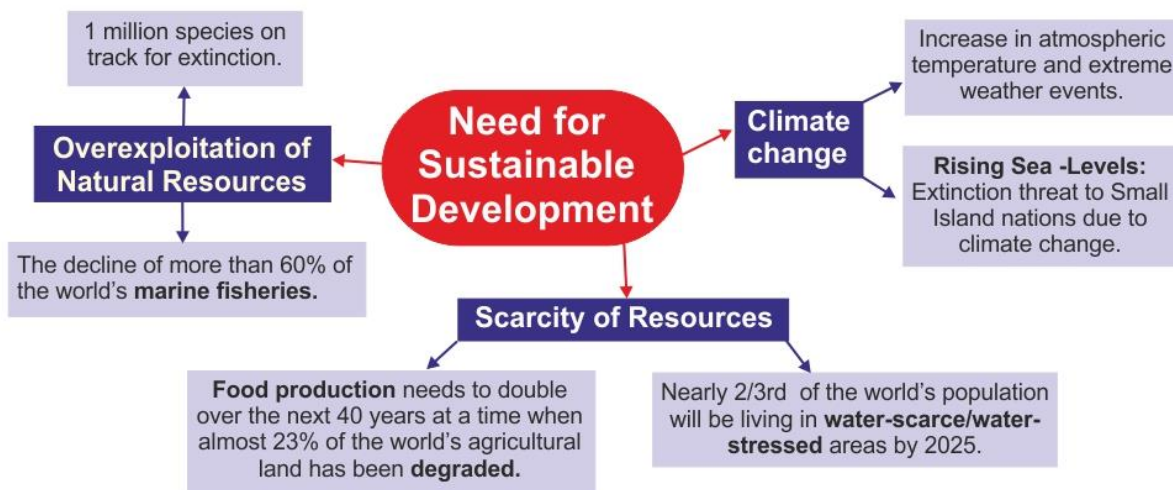 1 million species on
track for extinction.
Overexploitation of
Natural Resources
The decline of more than 60% of
the world's marine fisheries.
Need for
Sustainable
Development
Climate
change
Increase in atmospheric
temperature and extreme
weather events.
Rising Sea -Levels:
Extinction threat to Small
Island nations due to
climate change.
Scarcity of Resources
Food production needs to double
over the next 40 years at a time when
almost 23% of the world's agricultural
land has been degraded.
Nearly 2/3rd of the world's population
will be living in water-scarce/water-
stressed areas by 2025.